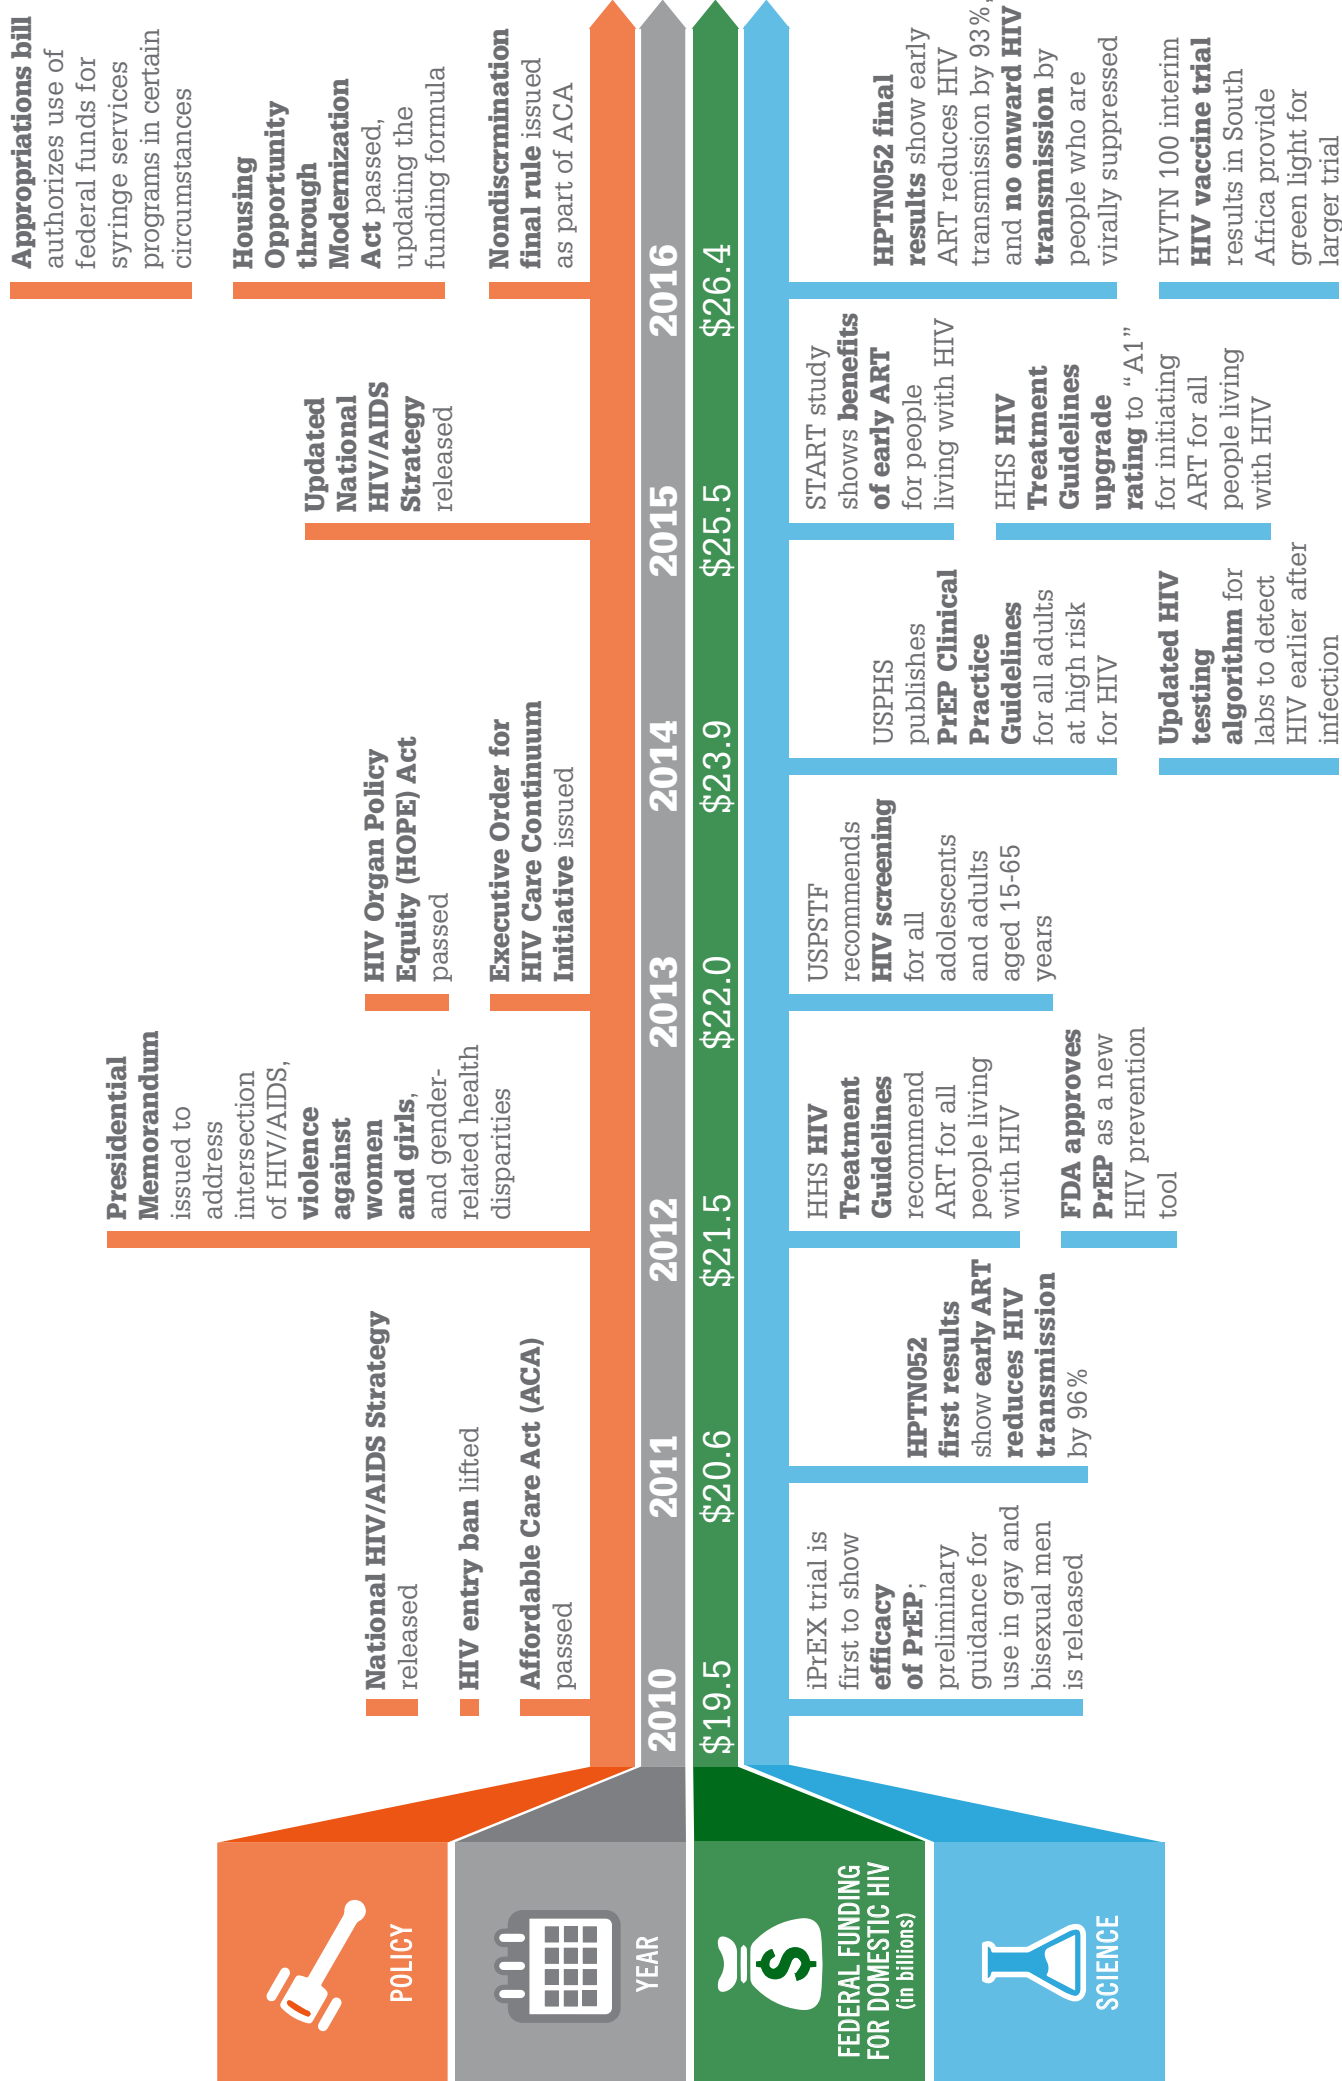 POLICY
National HIV/AIDS Strategy
released
HIV entry ban lifted
Affordable Care Act (ACA)
passed
Presidential
Memorandum
issued to
address
intersection
of HIV/AIDS,
violence
against
women
and girls,
and gender-
related health
disparities
HIV Organ Policy
Equity (HOPE) Act
passed
Executive Order for
HIV Care Continuum
Initiative issued
Updated
National
HIV/AIDS
Strategy
released
Appropriations bill
authorizes use of
federal funds for
syringe services
programs in certain
circumstances
Housing
Opportunity
through
Modernization
Act passed,
updating the
funding formula
Nondiscrmination
final rule issued
as part of ACA
YEAR
2010
2011
2012
2013
2014
2015
2016
FEDERAL FUNDING
FOR DOMESTIC HIV
(in billions)
$19.5
$20.6
$21.5
$22.0
$23.9
$25.5
$26.4
SCIENCE
iPrEX trial is
first to show
efficacy
of PrEP;
preliminary
guidance for
use in gay and
bisexual men
is released
HPTN052
first results
show early ART
reduces HIV
transmission
by 96%
HHS HIV
Treatment
Guidelines
recommend
ART for all
people living
with HIV
FDA approves
PrEP as a new
HIV prevention
tool
USPSTF
recommends
HIV screening
for all
adolescents
and adults
aged 15-65
years
USPHS
publishes
PrEP Clinical
Practice
Guidelines
for all adults
at high risk
for HIV
Updated HIV
testing
algorithm for
labs to detect
HIV earlier after
infection
START study
shows benefits
of early ART
for people
living with HIV
HHS HIV
Treatment
Guidelines
upgrade
rating to “A1”
for initiating
ART for all
people living
with HIV
HPTN052 final
results show early
ART reduces HIV
transmission by 93%,
and no onward HIV
transmission by
people who are
virally suppressed
HVTN 100 interim
HIV vaccine trial
results in South
Africa provide
green light for
larger trial